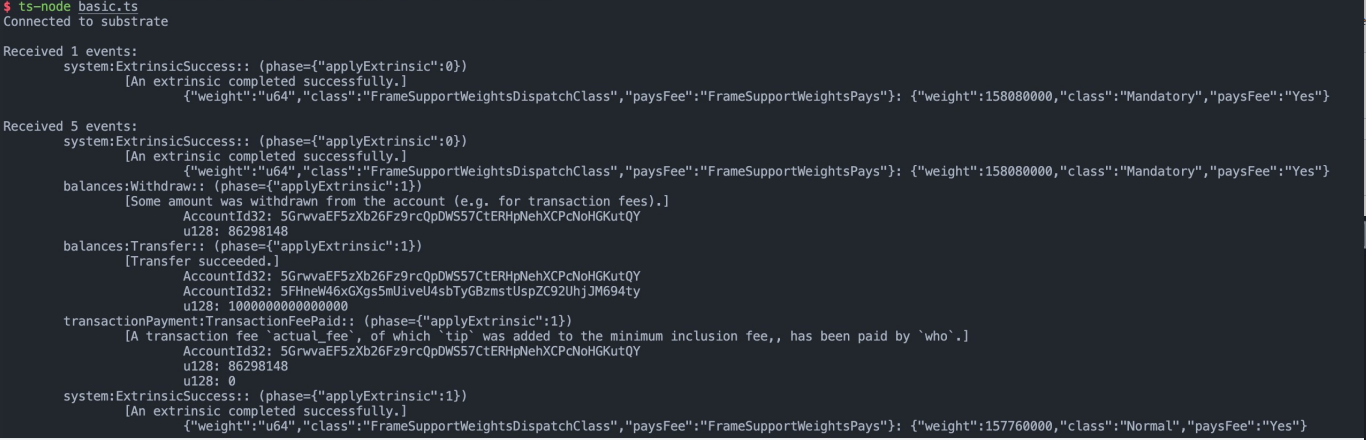 $ ts-node basic.ts
Connected to substrate
Received 1 events:
system:ExtrinsicSuccess:: (phase={"applyExtrinsic":0})
[An extrinsic completed successfully.]
{"weight":"u64","class":"FrameSupportWeightsDispatchClass","paysFee":"FrameSupportWeightsPays"}: {"weight":158080000,"class":"Mandatory","paysFee":"Yes"}
Received 5 events:
system:ExtrinsicSuccess:: (phase={"applyExtrinsic":0})
[An extrinsic completed successfully.]
{"weight":"u64","class":"FrameSupportWeightsDispatchClass","paysFee":"FrameSupportWeightsPays"}: {"weight":158080000,"class":"Mandatory","paysFee":"Yes"}
balances:Withdraw:: (phase={"applyExtrinsic":1})
[Some amount was withdrawn from the account (e.g. for transaction fees).]
AccountId32: 5GrwvaEF5zXb26Fz9rcQpDWS57CtERHpNehXCPcNoHGKutQY
u128: 86298148
balances:Transfer:: (phase={"applyExtrinsic":1})
[Transfer succeeded.]
AccountId32: 5GrwvaEF5zXb26Fz9rcQpDWS57CtERHpNehXCPcNoHGKutQY
AccountId32: 5FHneW46xGXgs5mUiveU4sbTyGBzmstUspZC92UhjJM694ty
u128: 1000000000000000
transactionPayment:TransactionFeePaid:: (phase={"applyExtrinsic":1})
[A transaction fee `actual_fee`, of which `tip` was added to the minimum inclusion fee,, has been paid by `who`.]
AccountId32: 5GrwvaEF5zXb26Fz9rcQpDWS57CtERHpNehXCPcNoHGKutQY
u128: 86298148
u128: 0
system:ExtrinsicSuccess:: (phase={"applyExtrinsic":1})
[An extrinsic completed successfully.]
{"weight":"u64","class":"FrameSupportWeightsDispatchClass","paysFee":"FrameSupportWeightsPays"}: {"weight":157760000,"class":"Normal","paysFee":"Yes"}